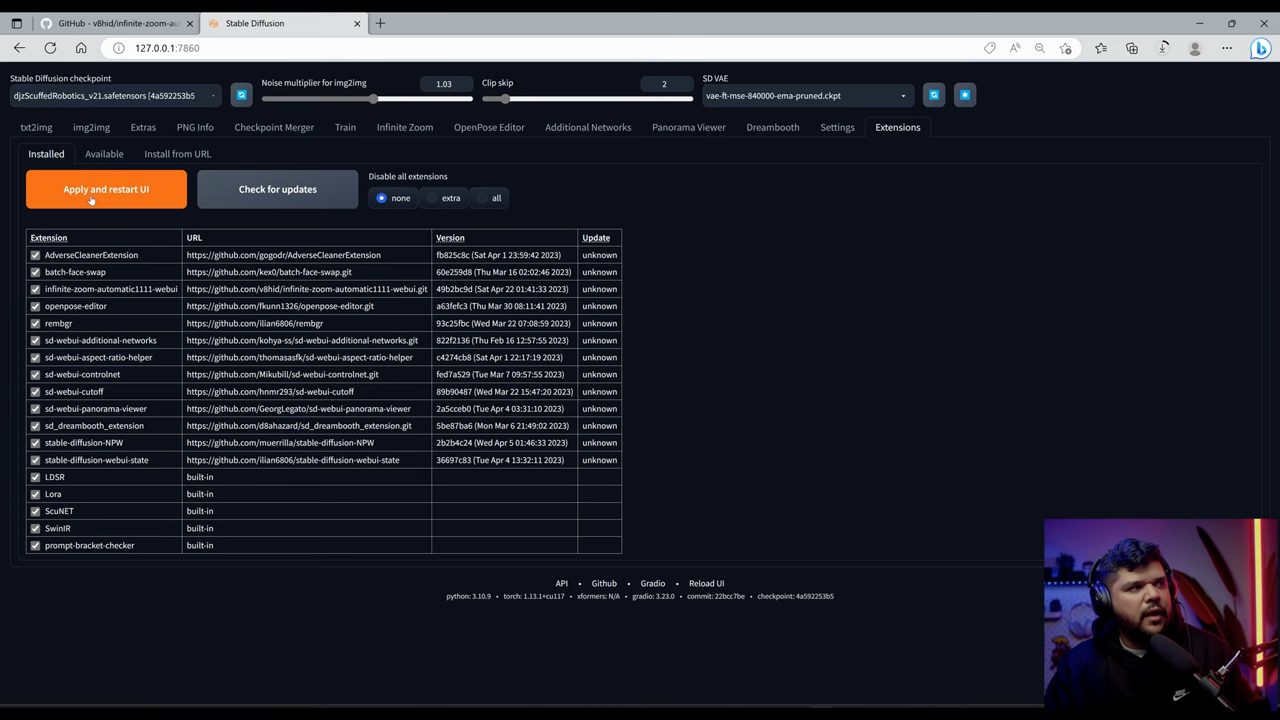 GitHub - v8hid/infinite-zoom-au
Stable Diffusion
127.0.0.1:7860
Stable Diffusion checkpoint
djzScuffedRobotics_v21.safetensors [4a592253b5
Noise multiplier for img2img
1.03
Clip skip
2
SD VAE
vae-ft-mse-840000-ema-pruned.ckpt
txt2img img2img Extras PNG Info Checkpoint Merger Train Infinite Zoom OpenPose Editor Additional Networks Panorama Viewer Dreambooth Settings Extensions
Installed Available Install from URL
Apply and restart UI
Check for updates
Disable all extensions
none extra all
Extension URL Version Update
AdverseCleanerExtension https://github.com/gogodr/AdverseCleanerExtension fb825c8c (Sat Apr 1 23:59:42 2023) unknown
batch-face-swap https://github.com/kex0/batch-face-swap.git 60e259d8 (Thu Mar 16 02:02:46 2023) unknown
infinite-zoom-automatic1111-webui https://github.com/v8hid/infinite-zoom-automatic1111-webui.git 49b2bc9d (Sat Apr 22 01:41:33 2023) unknown
openpose-editor https://github.com/fkunn1326/openpose-editor.git a63fefc3 (Thu Mar 30 08:11:41 2023) unknown
rembgr https://github.com/ilian6806/rembgr 93c25fbc (Wed Mar 22 07:08:59 2023) unknown
sd-webui-additional-networks https://github.com/kohya-ss/sd-webui-additional-networks.git 822f2136 (Thu Feb 16 12:57:55 2023) unknown
sd-webui-aspect-ratio-helper https://github.com/thomasasfk/sd-webui-aspect-ratio-helper c4274cb8 (Sat Apr 1 22:17:19 2023) unknown
sd-webui-controlnet https://github.com/Mikubill/sd-webui-controlnet.git fed7a529 (Tue Mar 7 09:57:55 2023) unknown
sd-webui-cutoff https://github.com/hnmr293/sd-webui-cutoff 89b90487 (Wed Mar 22 15:47:20 2023) unknown
sd-webui-panorama-viewer https://github.com/GeorgLegato/sd-webui-panorama-viewer 2a5cceb0 (Tue Apr 4 03:31:10 2023) unknown
sd_dreambooth_extension https://github.com/d8ahazard/sd_dreambooth_extension.git 5be87ba6 (Mon Mar 6 21:49:02 2023) unknown
stable-diffusion-NPW https://github.com/muerrilla/stable-diffusion-NPW 2b2b4c24 (Wed Apr 5 01:46:33 2023) unknown
stable-diffusion-webui-state https://github.com/ilian6806/stable-diffusion-webui-state 36697c83 (Tue Apr 4 13:32:11 2023) unknown
LDSR built-in
Lora built-in
ScuNET built-in
SwinIR built-in
prompt-bracket-checker built-in
API • Github • Gradio • Reload UI
python: 3.10.9 • torch: 1.13.1+cu117 • xformers: N/A • gradio: 3.23.0 • commit: 22bcc7be • checkpoint: 4a592253b5